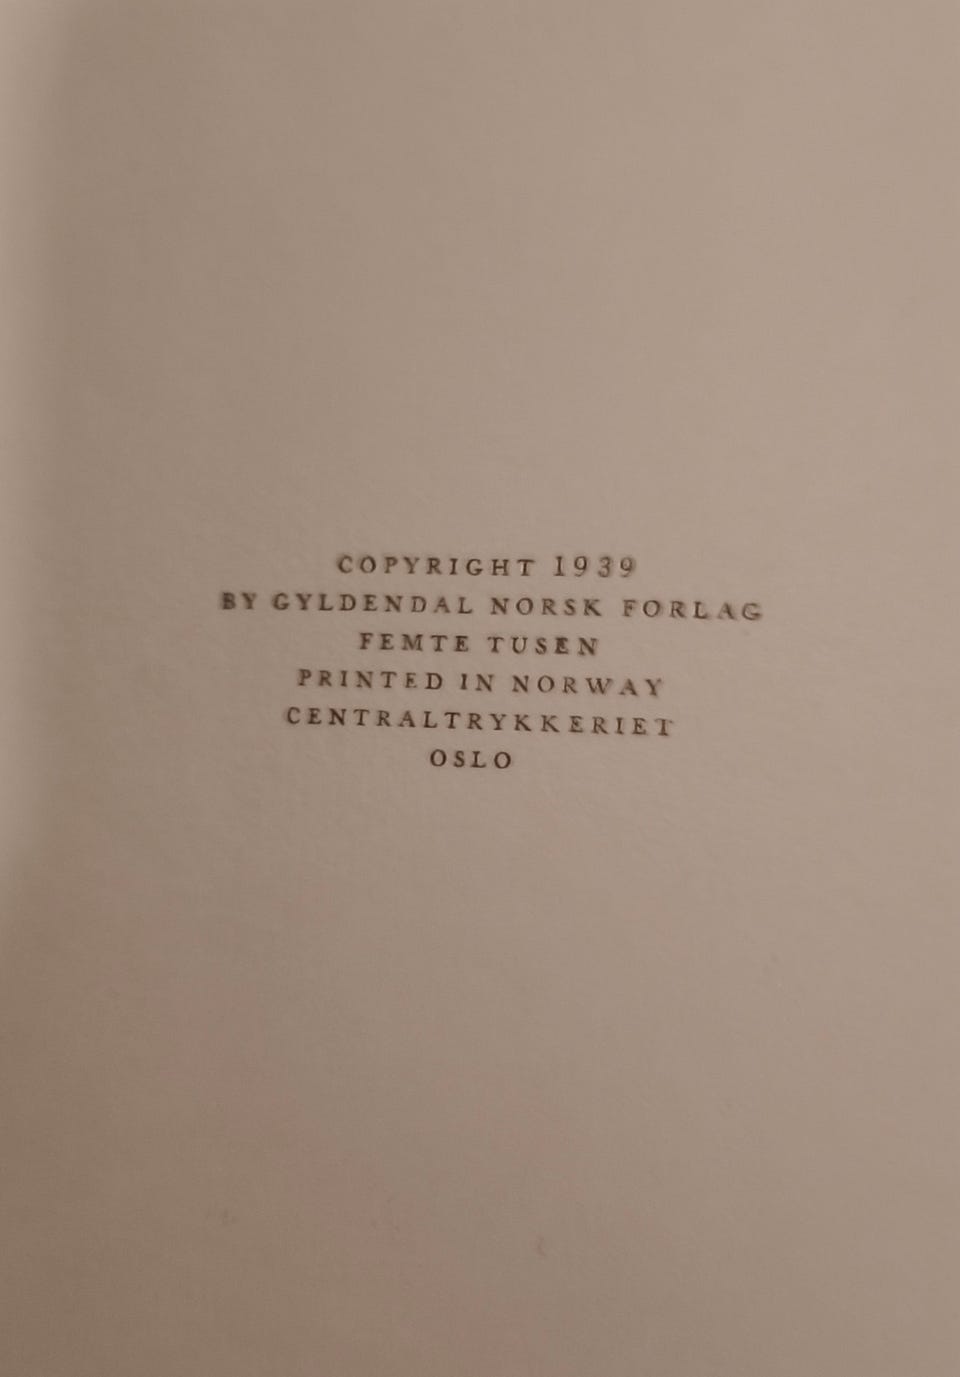 COPYRIGHT 1939
BY GYLDENDAL NORSK FORLAG
FEMTE TUSEN
PRINTED IN NORWAY
CENTRALTRYKKERIET
OSLO